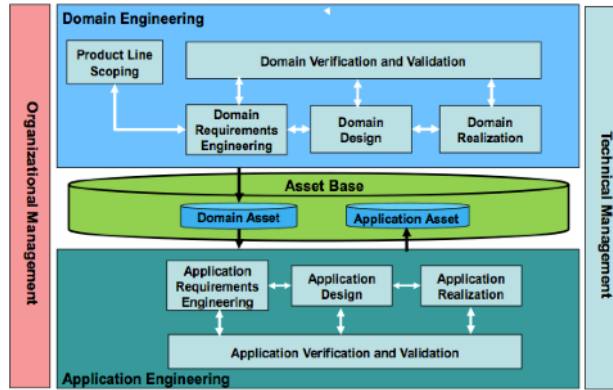 Domain Engineering
Product Line
Scoping
Domain Verification and Validation
Domain
Requirements
Engineering
Domain
Design
Domain
Realization
Organizational Management
Technical Management
Asset Base
Domain Asset
Application Asset
Application
Requirements
Engineering
Application
Design
Application
Realization
Application Verification and Validation
Application Engineering